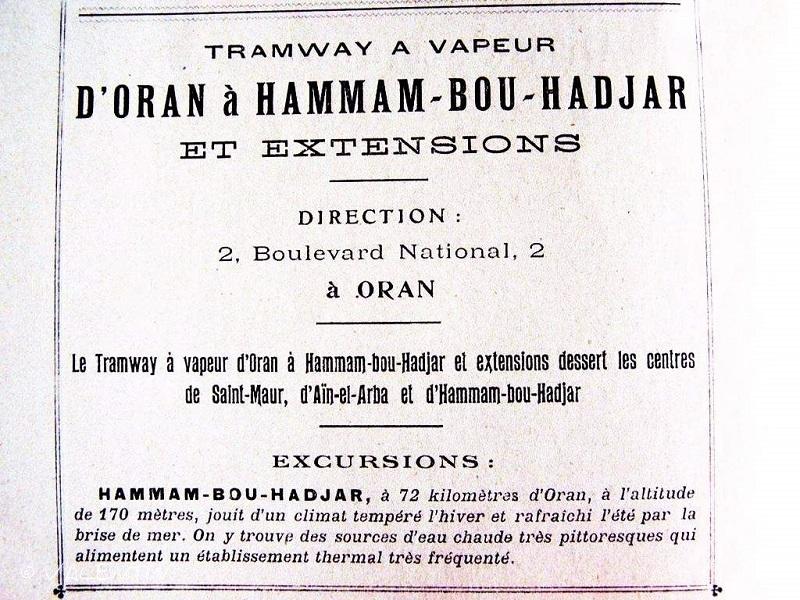 TRAMWAY A VAPEUR
D'ORAN à HAMMAM-BOU-HADJAR
ET EXTENSIONS
DIRECTION :
2, Boulevard National, 2
à ORAN
Le Tramway à vapeur d'Oran à Hammam-bou-Hadjar et extensions dessert les centres
de Saint-Maur, d'Aïn-el-Arba et d'Hammam-bou-Hadjar
EXCURSIONS :
HAMMAM-BOU-HADJAR, à 72 kilomètres d'Oran, à l'altitude
de 170 mètres, jouit d'un climat tempéré l'hiver et rafraîchi l'été par la
brise de mer. On y trouve des sources d'eau chaude très pittoresques qui
alimentent un établissement thermal très fréquenté.